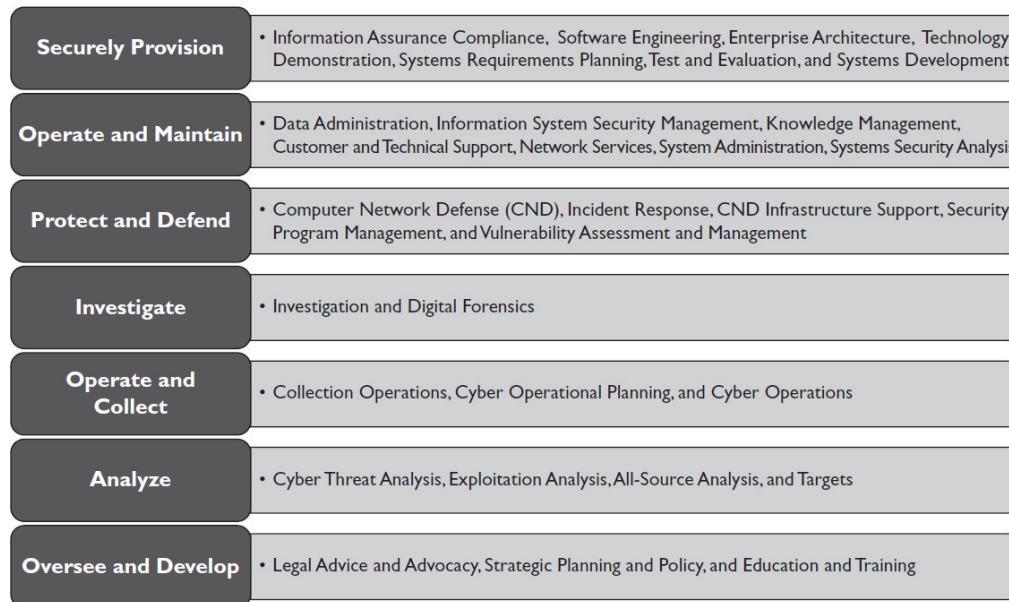 Securely Provision
• Information Assurance Compliance, Software Engineering, Enterprise Architecture, Technology
Demonstration, Systems Requirements Planning, Test and Evaluation, and Systems Development
Operate and Maintain
• Data Administration, Information System Security Management, Knowledge Management,
Customer and Technical Support, Network Services, System Administration, Systems Security Analysis
Protect and Defend
• Computer Network Defense (CND), Incident Response, CND Infrastructure Support, Security
Program Management, and Vulnerability Assessment and Management
Investigate
• Investigation and Digital Forensics
Operate and
Collect
• Collection Operations, Cyber Operational Planning, and Cyber Operations
Analyze
• Cyber Threat Analysis, Exploitation Analysis, All-Source Analysis, and Targets
Oversee and Develop
• Legal Advice and Advocacy, Strategic Planning and Policy, and Education and Training